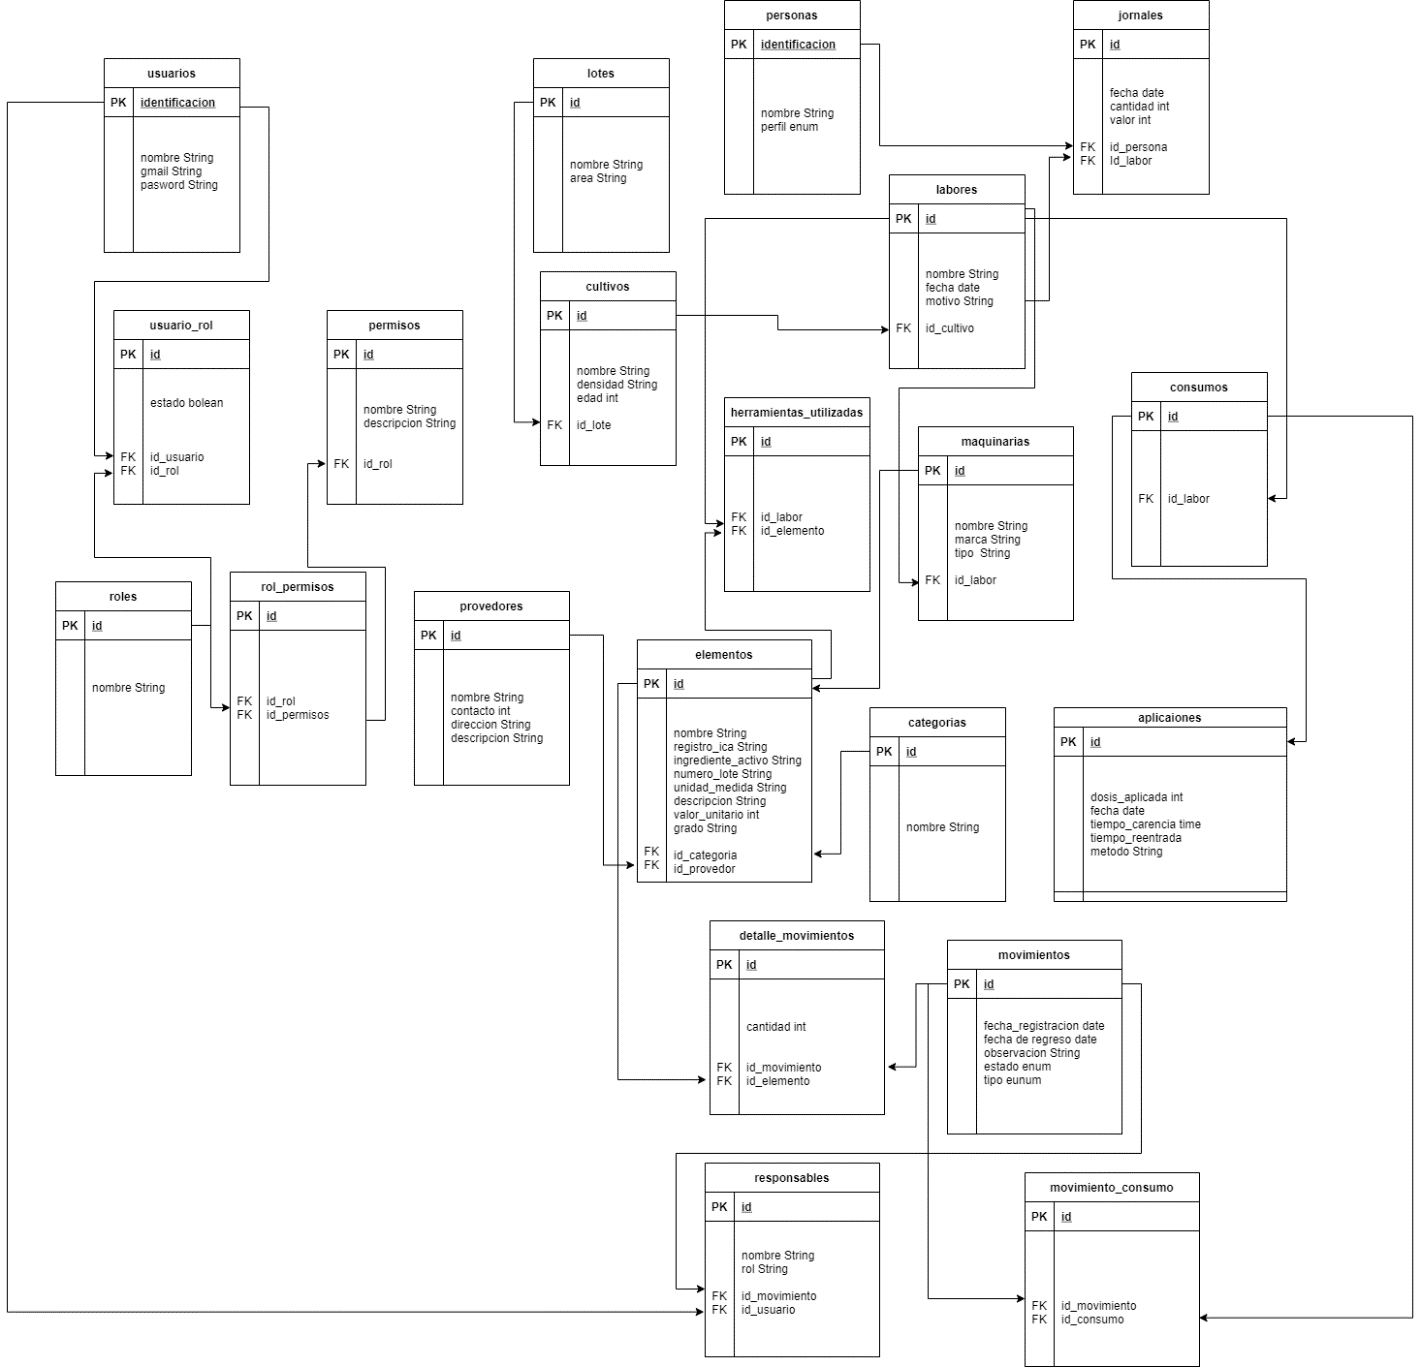 personas
PK identificacion
nombre String
perfil enum
jornales
PK id
fecha date
cantidad int
valor int
FK id_persona
FK Id_labor
usuarios
PK identificacion
nombre String
gmail String
pasword String
lotes
PK id
nombre String
area String
labores
PK id
nombre String
fecha date
motivo String
FK id_cultivo
cultivos
PK id
nombre String
densidad String
edad int
FK id_lote
usuario_rol
PK id
estado bolean
FK id_usuario
FK id_rol
permisos
PK id
nombre String
descripcion String
FK id_rol
herramientas_utilizadas
PK id
FK id_labor
FK id_elemento
maquinarias
PK id
nombre String
marca String
tipo String
FK id_labor
consumos
PK id
FK id_labor
roles
PK id
nombre String
rol_permisos
PK id
FK id_rol
FK id_permisos
provedores
PK id
nombre String
contacto int
direccion String
descripcion String
elementos
PK id
nombre String
registro_ica String
ingrediente_activo String
numero_lote String
unidad_medida String
descripcion String
valor_unitario int
grado String
FK id_categoria
FK id_provedor
categorias
PK id
nombre String
aplicaiones
PK id
dosis_aplicada int
fecha date
tiempo_carencia time
tiempo_reentrada
metodo String
detalle_movimientos
PK id
cantidad int
FK id_movimiento
FK id_elemento
movimientos
PK id
fecha_registracion date
fecha de regreso date
observacion String
estado enum
tipo eunum
responsables
PK id
nombre String
rol String
FK id_movimiento
FK id_usuario
movimiento_consumo
PK id
FK id_movimiento
FK id_consumo